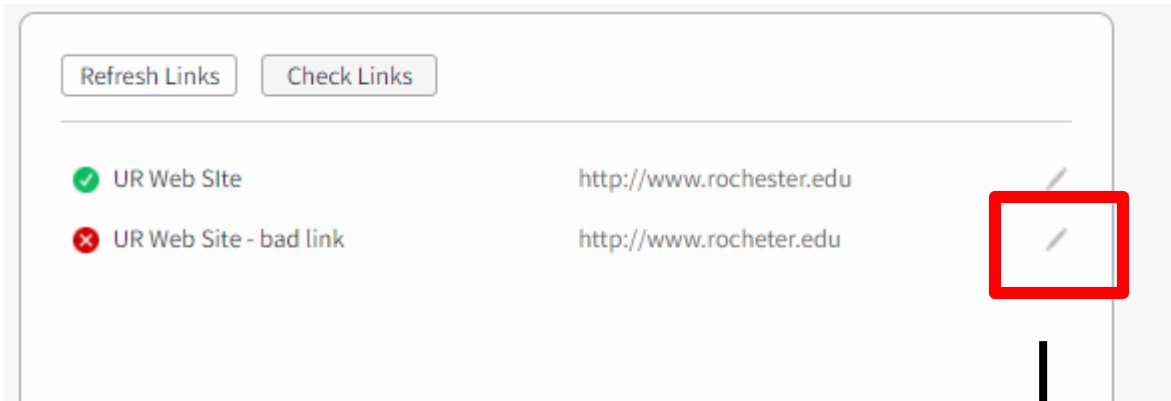 Refresh Links Check Links
UR Web SIte http://www.rochester.edu
UR Web Site - bad link http://www.rocheter.edu